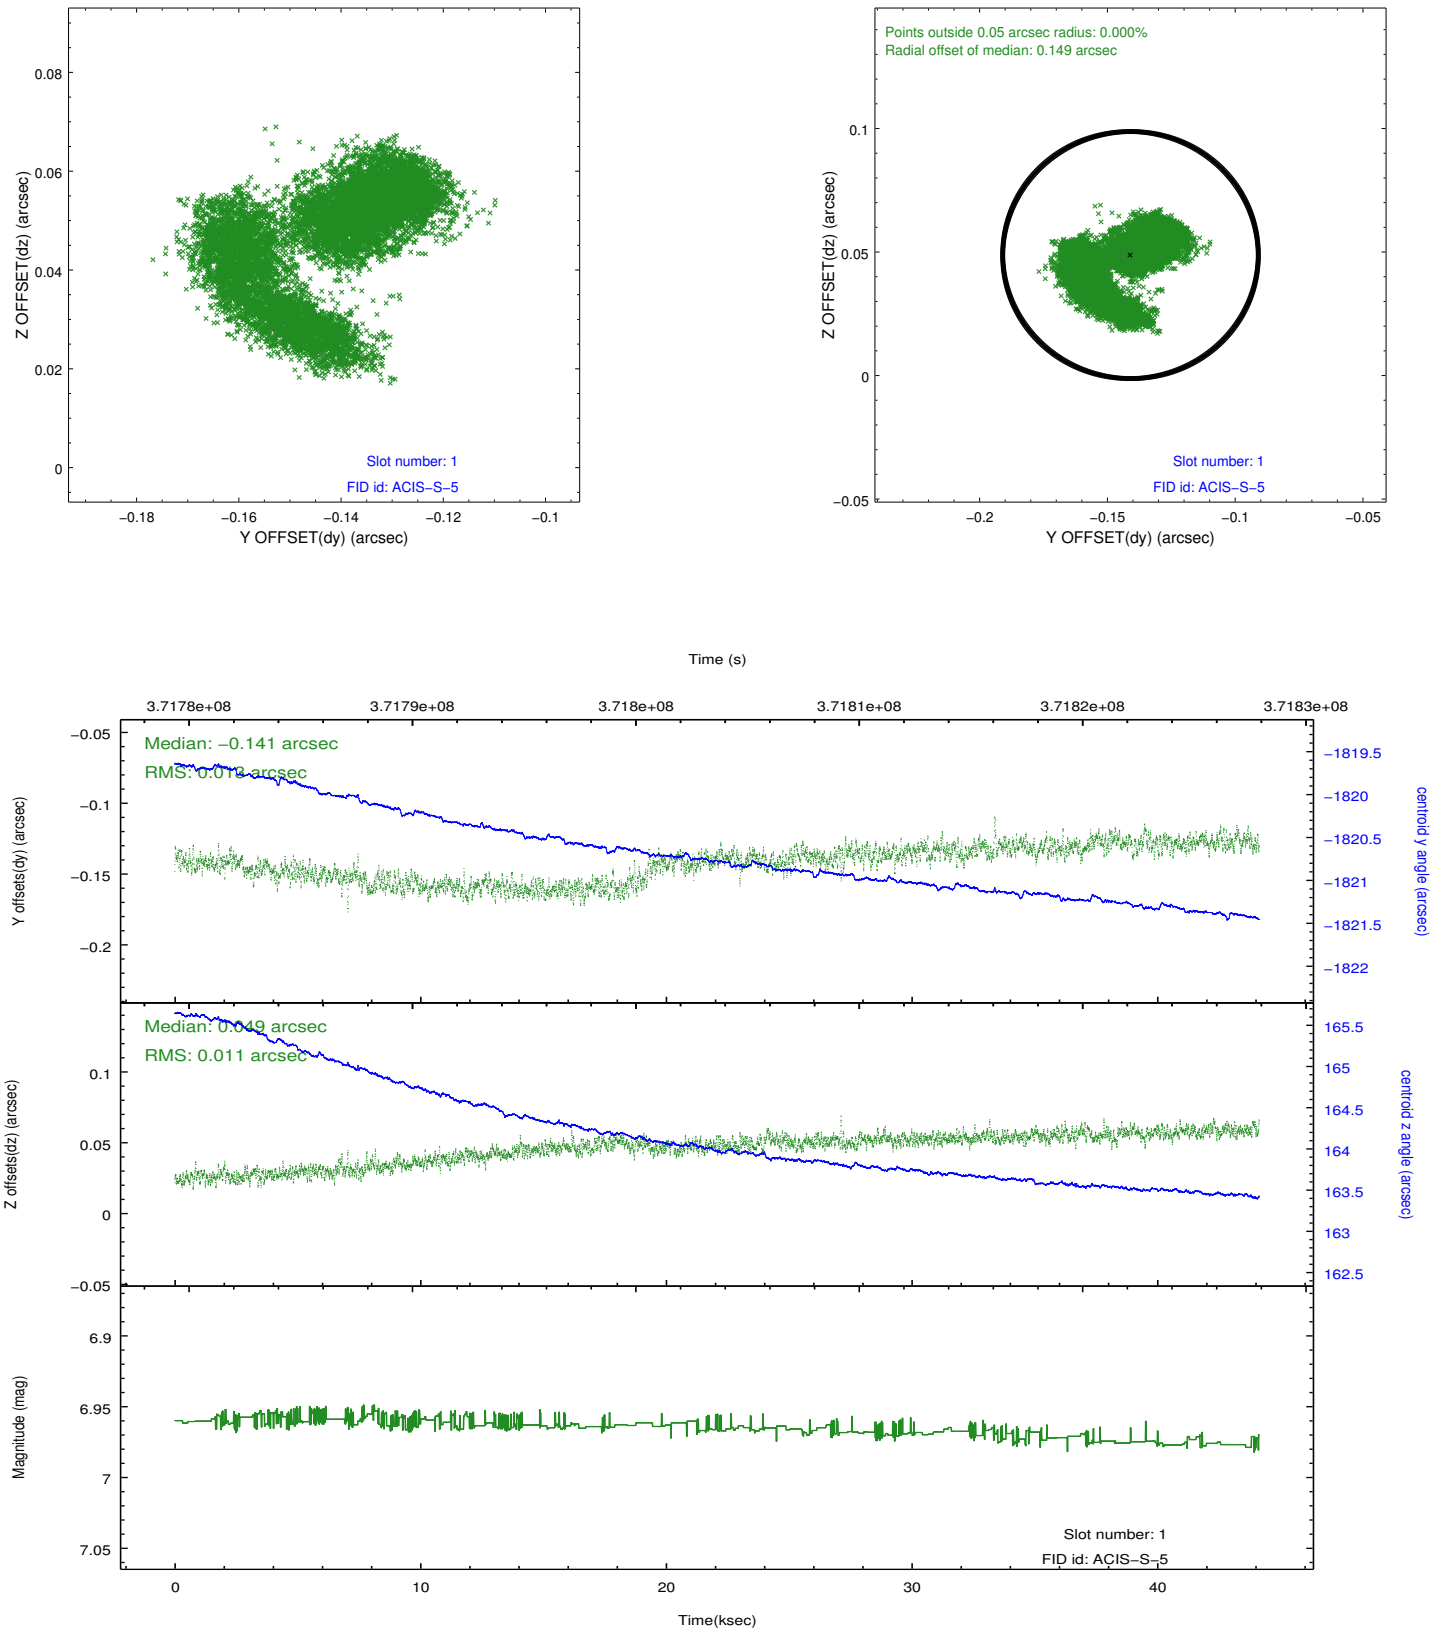 0.08
0.06
0.04
0.02
0
Z OFFSET(dz) (arcsec)
Slot number: 1
FID id: ACIS−S−5
−0.18
−0.16
−0.14
−0.12
−0.1
Y OFFSET(dy) (arcsec)
Points outside 0.05 arcsec radius: 0.000%
Radial offset of median: 0.149 arcsec
0.1
0.05
0
−0.05
Z OFFSET(dz) (arcsec)
Slot number: 1
FID id: ACIS−S−5
−0.2
−0.15
−0.1
−0.05
Y OFFSET(dy) (arcsec)
Time (s)
3.7178e+08
3.7179e+08
3.718e+08
3.7181e+08
3.7182e+08
3.7183e+08
Median: −0.141 arcsec
RMS: 0.013 arcsec
−0.05
−0.1
−0.15
−0.2
Y offsets(dy) (arcsec)
−1819.5
−1820
−1820.5
−1821
−1821.5
−1822
centroid y angle (arcsec)
Median: 0.049 arcsec
RMS: 0.011 arcsec
0.1
0.05
0
−0.05
Z offsets(dz) (arcsec)
165.5
165
164.5
164
163.5
163
162.5
centroid z angle (arcsec)
6.9
6.95
7
7.05
Magnitude (mag)
Slot number: 1
FID id: ACIS−S−5
0
10
20
30
40
Time(ksec)